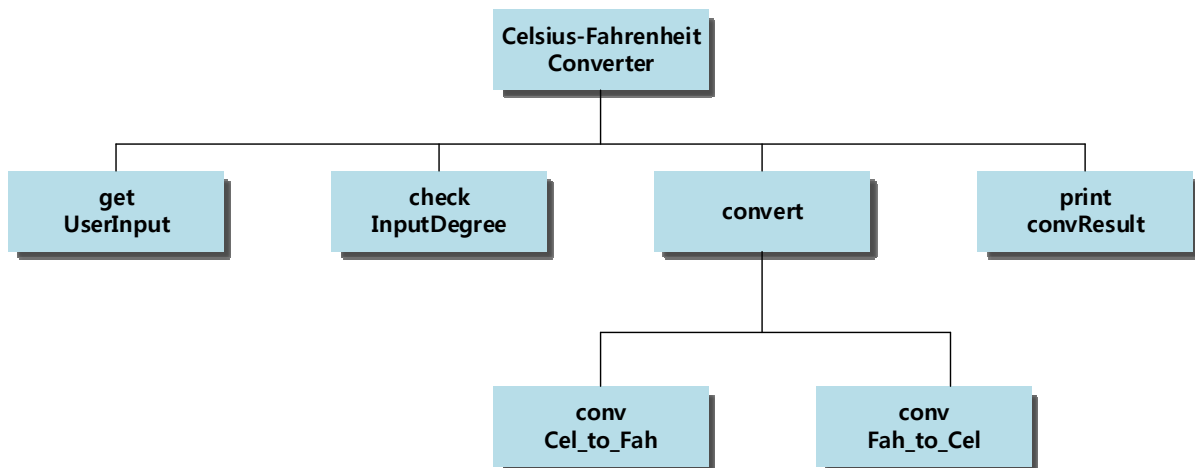 Celsius-Fahrenheit
Converter
get
UserInput
check
InputDegree
convert
print
convResult
conv
Cel_to_Fah
conv
Fah_to_Cel